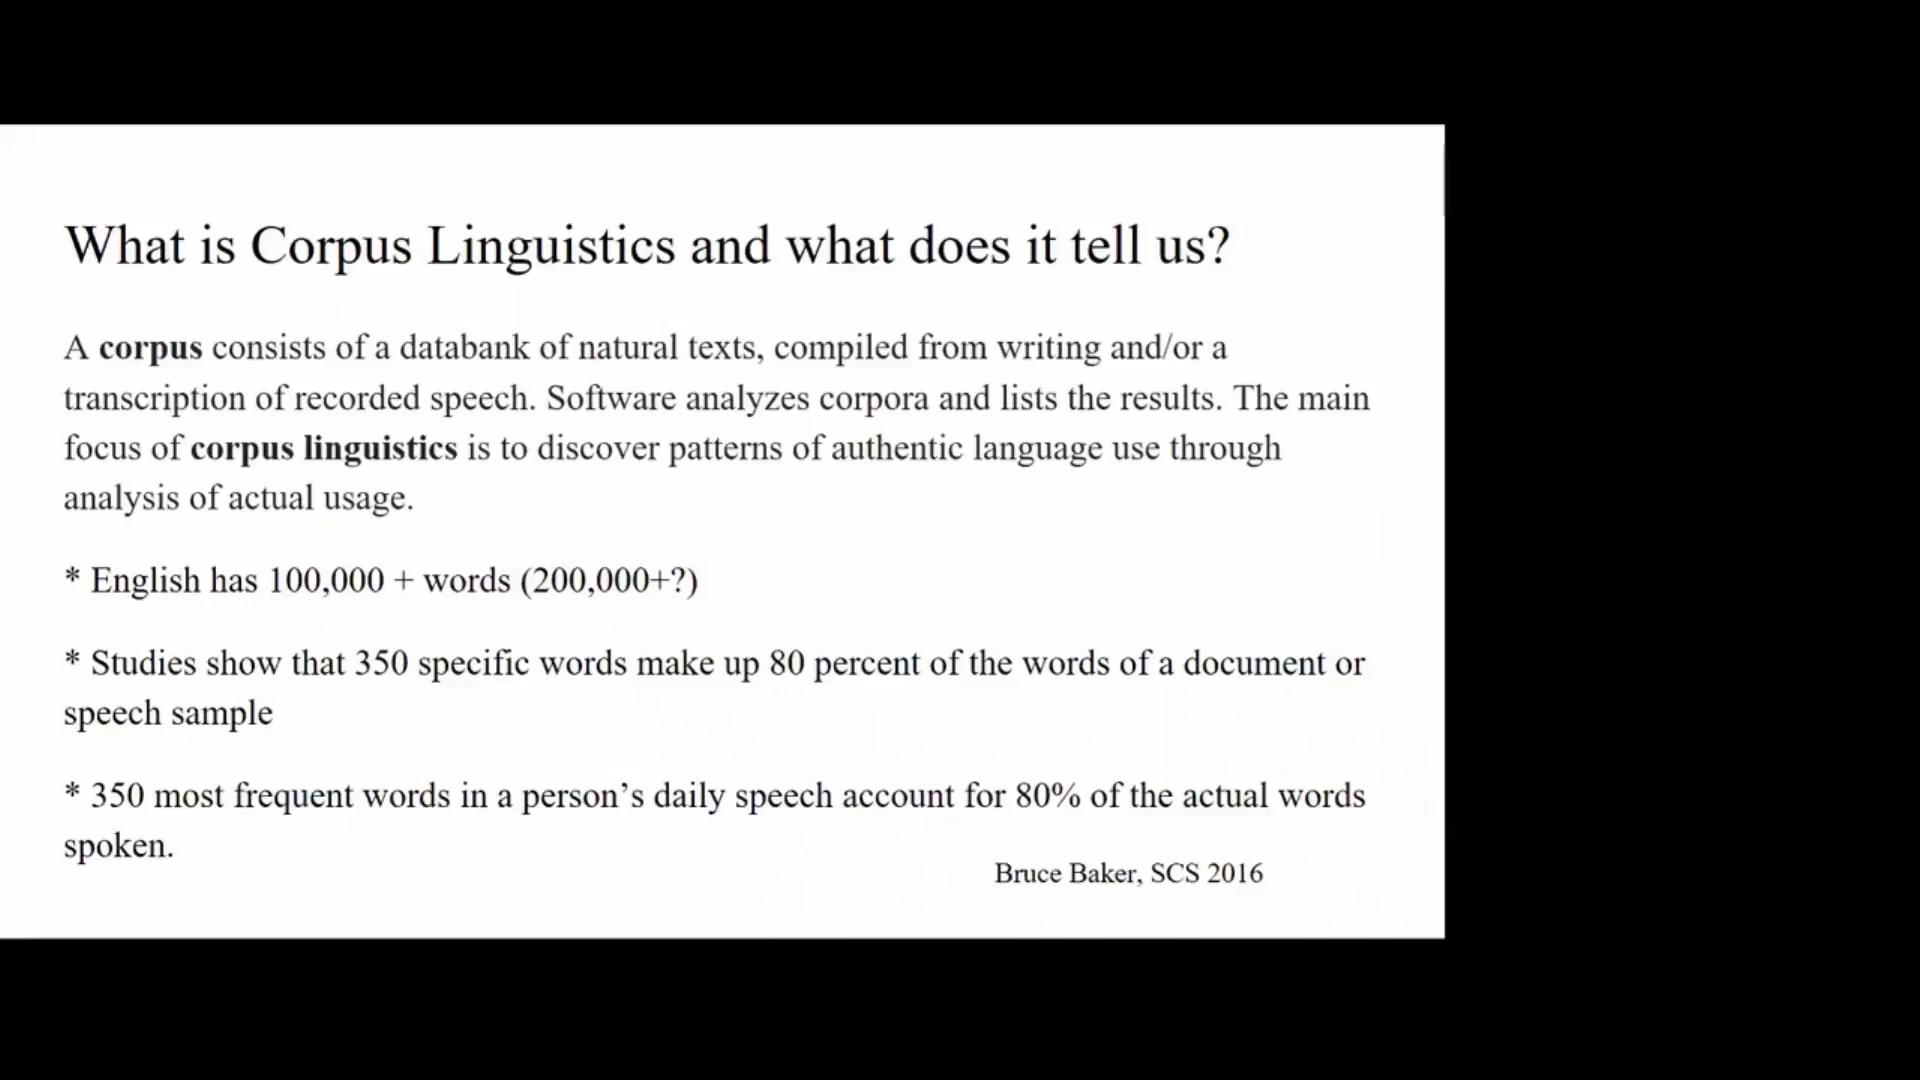 What is Corpus Linguistics and what does it tell us?
A corpus consists of a databank of natural texts, compiled from writing and/or a
transcription of recorded speech. Software analyzes corpora and lists the results. The main
focus of corpus linguistics is to discover patterns of authentic language use through
analysis of actual usage.
* English has 100,000 + words (200,000+?)
* Studies show that 350 specific words make up 80 percent of the words of a document or
speech sample
* 350 most frequent words in a person’s daily speech account for 80% of the actual words
spoken.
Bruce Baker, SCS 2016